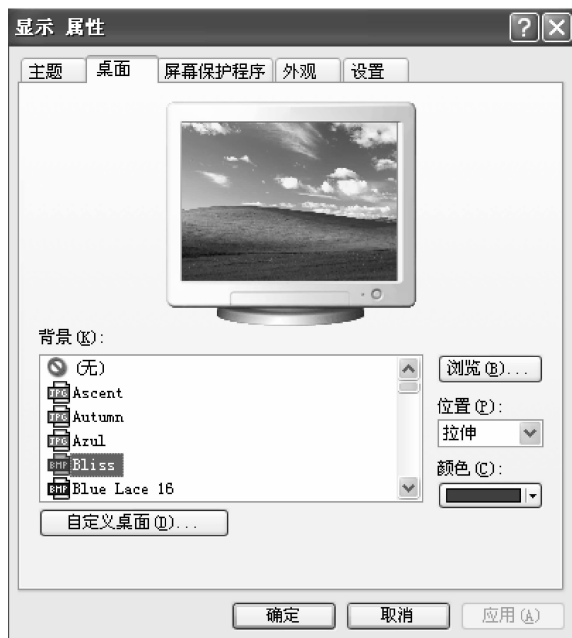 显示 属性
主题 桌面 屏幕保护程序 外观 设置
背景(K):
(无)
Ascent
Autumn
Azul
Bliss
Blue Lace 16
浏览(B)...
位置(P):
拉伸
颜色(C):
自定义桌面(D)...
确定 取消 应用(A)